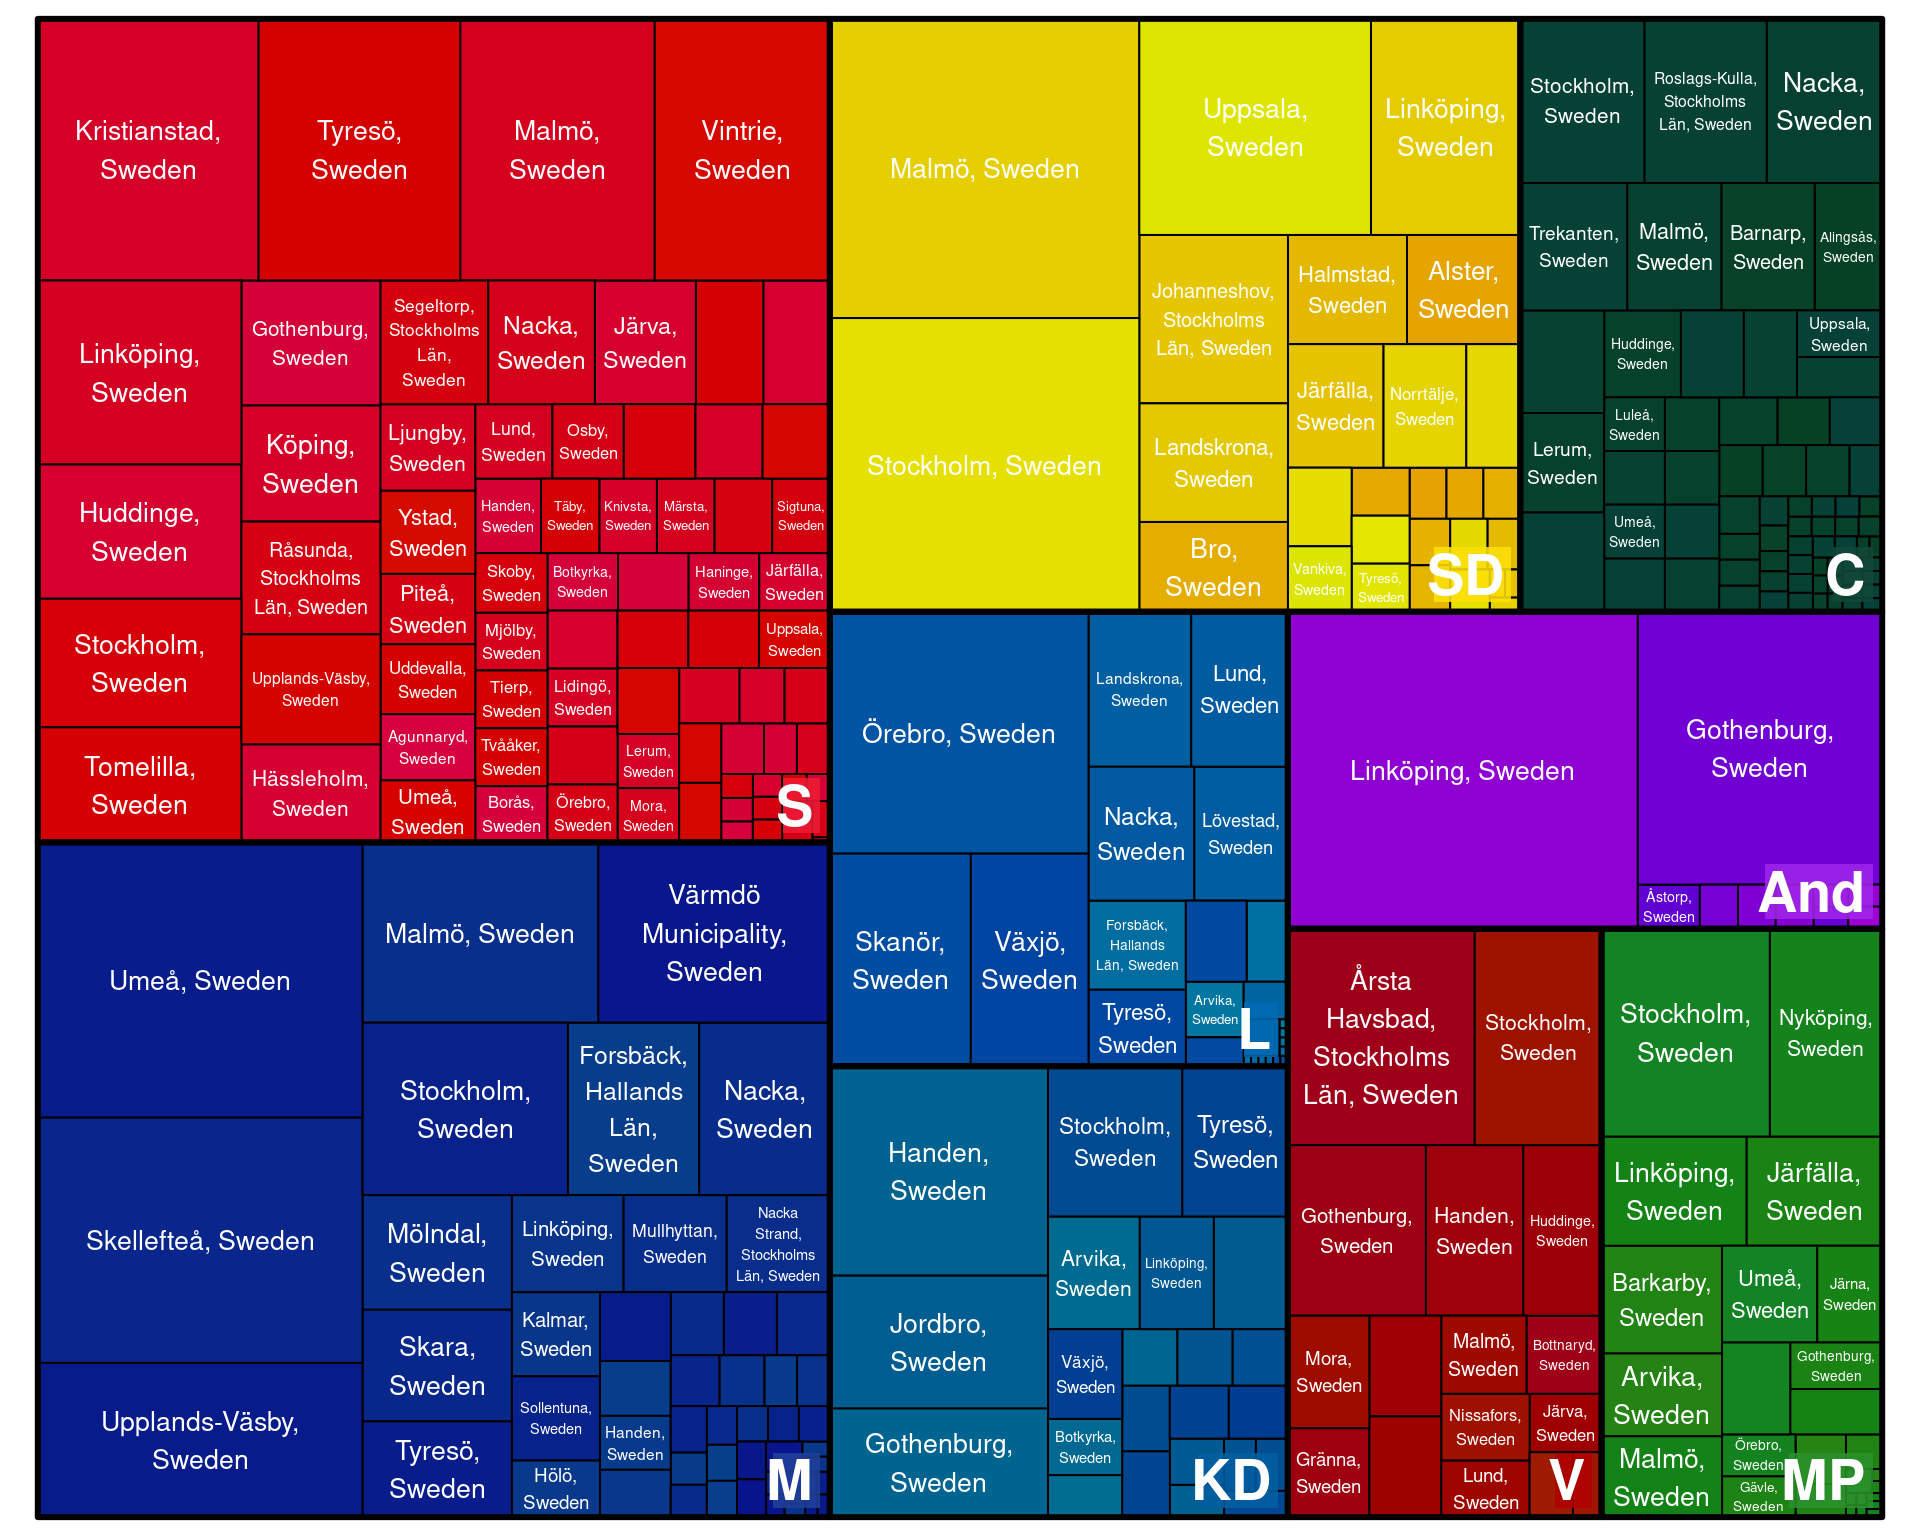 Kristianstad,
Sweden
Tyresö,
Sweden
Malmö,
Sweden
Vintrie,
Sweden
Linköping,
Sweden
Huddinge,
Sweden
Stockholm,
Sweden
Tomelilla,
Sweden
Gothenburg,
Sweden
Köping,
Sweden
Råsunda,
Stockholms
Län, Sweden
Upplands-Väsby,
Sweden
Hässleholm,
Sweden
Segeltorp,
Stockholms
Län,
Sweden
Nacka,
Sweden
Järva,
Sweden
Ljungby,
Sweden
Ystad,
Sweden
Piteå,
Sweden
Uddevalla,
Sweden
Agunnaryd,
Sweden
Umeå,
Sweden
Lund,
Sweden
Osby,
Sweden
Handen,
Sweden
Täby,
Sweden
Knivsta,
Sweden
Märsta,
Sweden
Sigtuna,
Sweden
Skoby,
Sweden
Mjölby,
Sweden
Tierp,
Sweden
Tvååker,
Sweden
Borås,
Sweden
Botkyrka,
Sweden
Haninge,
Sweden
Järfälla,
Sweden
Uppsala,
Sweden
Lidingö,
Sweden
Örebro,
Sweden
Lerum,
Sweden
Mora,
Sweden
S
Malmö, Sweden
Stockholm, Sweden
Uppsala,
Sweden
Linköping,
Sweden
Johanneshov,
Stockholms
Län, Sweden
Landskrona,
Sweden
Bro,
Sweden
Halmstad,
Sweden
Alster,
Sweden
Järfälla,
Sweden
Norrtälje,
Sweden
Vankiva,
Sweden
Tyresö,
Sweden
SD
Stockholm,
Sweden
Roslags-Kulla,
Stockholms
Län, Sweden
Nacka,
Sweden
Trekanten,
Sweden
Malmö,
Sweden
Barnarp,
Sweden
Alingsås,
Sweden
Lerum,
Sweden
Huddinge,
Sweden
Uppsala,
Sweden
Luleå,
Sweden
Umeå,
Sweden
C
Umeå, Sweden
Skellefteå, Sweden
Upplands-Väsby,
Sweden
Malmö, Sweden
Värmdö
Municipality,
Sweden
Stockholm,
Sweden
Forsbäck,
Hallands
Län,
Sweden
Nacka,
Sweden
Mölndal,
Sweden
Skara,
Sweden
Tyresö,
Sweden
Linköping,
Sweden
Mullhyttan,
Sweden
Nacka
Strand,
Stockholms
Län, Sweden
Kalmar,
Sweden
Sollentuna,
Sweden
Hölö,
Sweden
Handen,
Sweden
M
Örebro, Sweden
Skanör,
Sweden
Växjö,
Sweden
Landskrona,
Sweden
Lund,
Sweden
Nacka,
Sweden
Lövestad,
Sweden
Forsbäck,
Hallands
Län, Sweden
Tyresö,
Sweden
Arvika,
Sweden
L
Handen,
Sweden
Jordbro,
Sweden
Gothenburg,
Sweden
Stockholm,
Sweden
Tyresö,
Sweden
Arvika,
Sweden
Linköping,
Sweden
Växjö,
Sweden
Botkyrka,
Sweden
KD
Linköping, Sweden
Gothenburg,
Sweden
Åstorp,
Sweden
And
Årsta
Havsbad,
Stockholms
Län, Sweden
Stockholm,
Sweden
Gothenburg,
Sweden
Handen,
Sweden
Huddinge,
Sweden
Mora,
Sweden
Gränna,
Sweden
Malmö,
Sweden
Bottnaryd,
Sweden
Nissafors,
Sweden
Järva,
Sweden
Lund,
Sweden
V
Stockholm,
Sweden
Nyköping,
Sweden
Linköping,
Sweden
Järfälla,
Sweden
Barkarby,
Sweden
Arvika,
Sweden
Malmö,
Sweden
Umeå,
Sweden
Järna,
Sweden
Gothenburg,
Sweden
Örebro,
Sweden
Gävle,
Sweden
MP